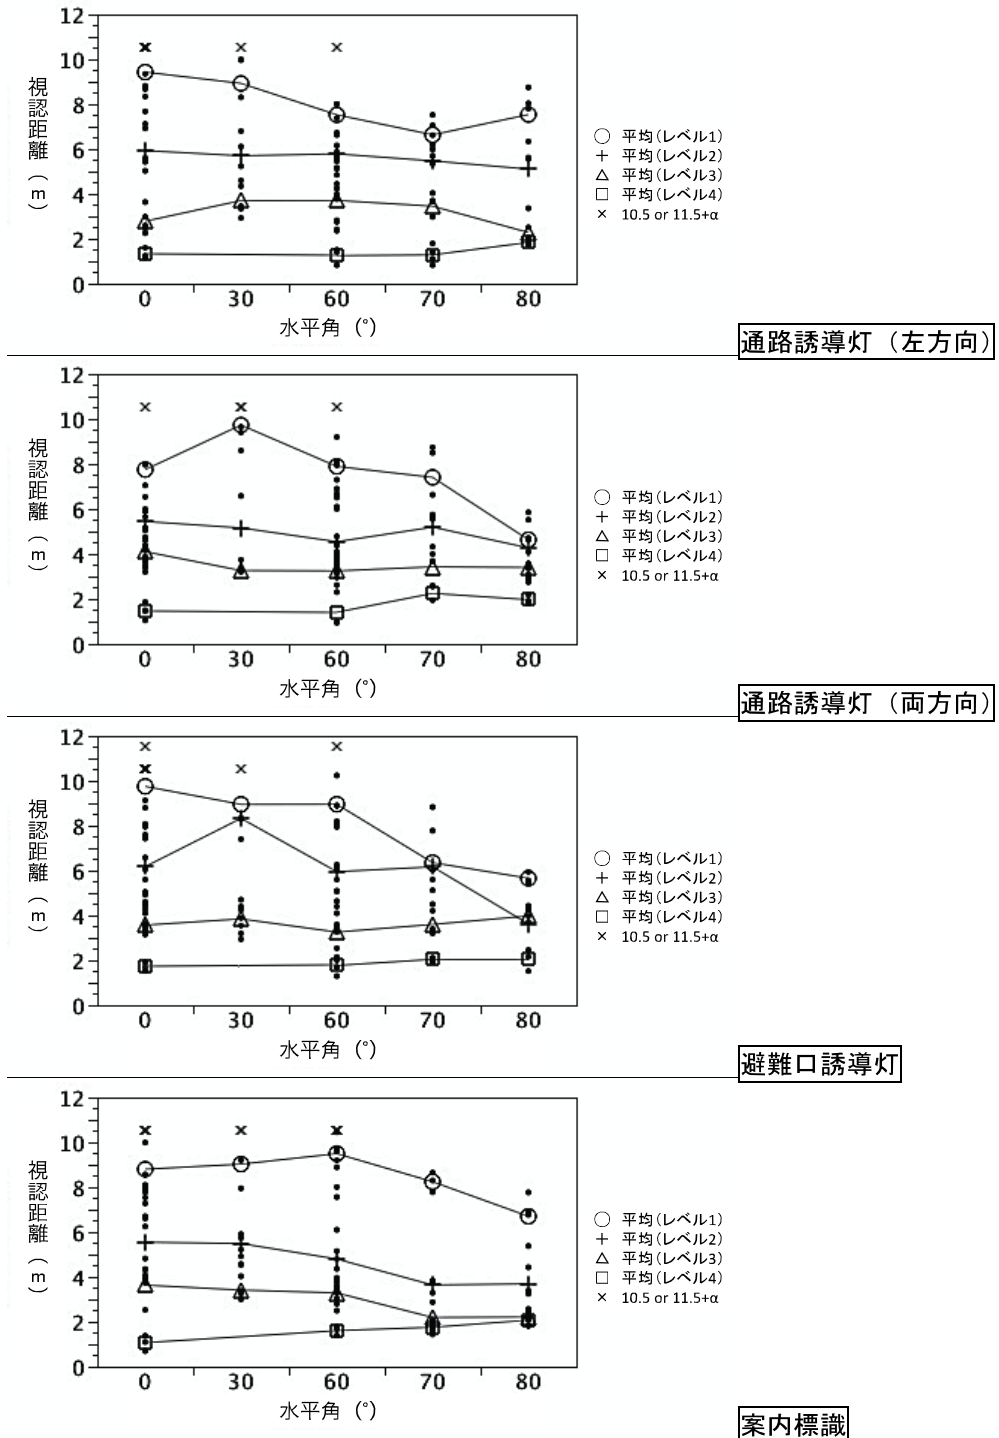 12
10
8
6
4
2
0
視認距離（m）
0 30 60 70 80
水平角（°）
平均（レベル1）
平均（レベル2）
平均（レベル3）
平均（レベル4）
10.5 or 11.5+α
通路誘導灯（左方向）
12
10
8
6
4
2
0
視認距離（m）
0 30 60 70 80
水平角（°）
平均（レベル1）
平均（レベル2）
平均（レベル3）
平均（レベル4）
10.5 or 11.5+α
通路誘導灯（両方向）
12
10
8
6
4
2
0
視認距離（m）
0 30 60 70 80
水平角（°）
平均（レベル1）
平均（レベル2）
平均（レベル3）
平均（レベル4）
10.5 or 11.5+α
避難口誘導灯
12
10
8
6
4
2
0
視認距離（m）
0 30 60 70 80
水平角（°）
平均（レベル1）
平均（レベル2）
平均（レベル3）
平均（レベル4）
10.5 or 11.5+α
案内標識